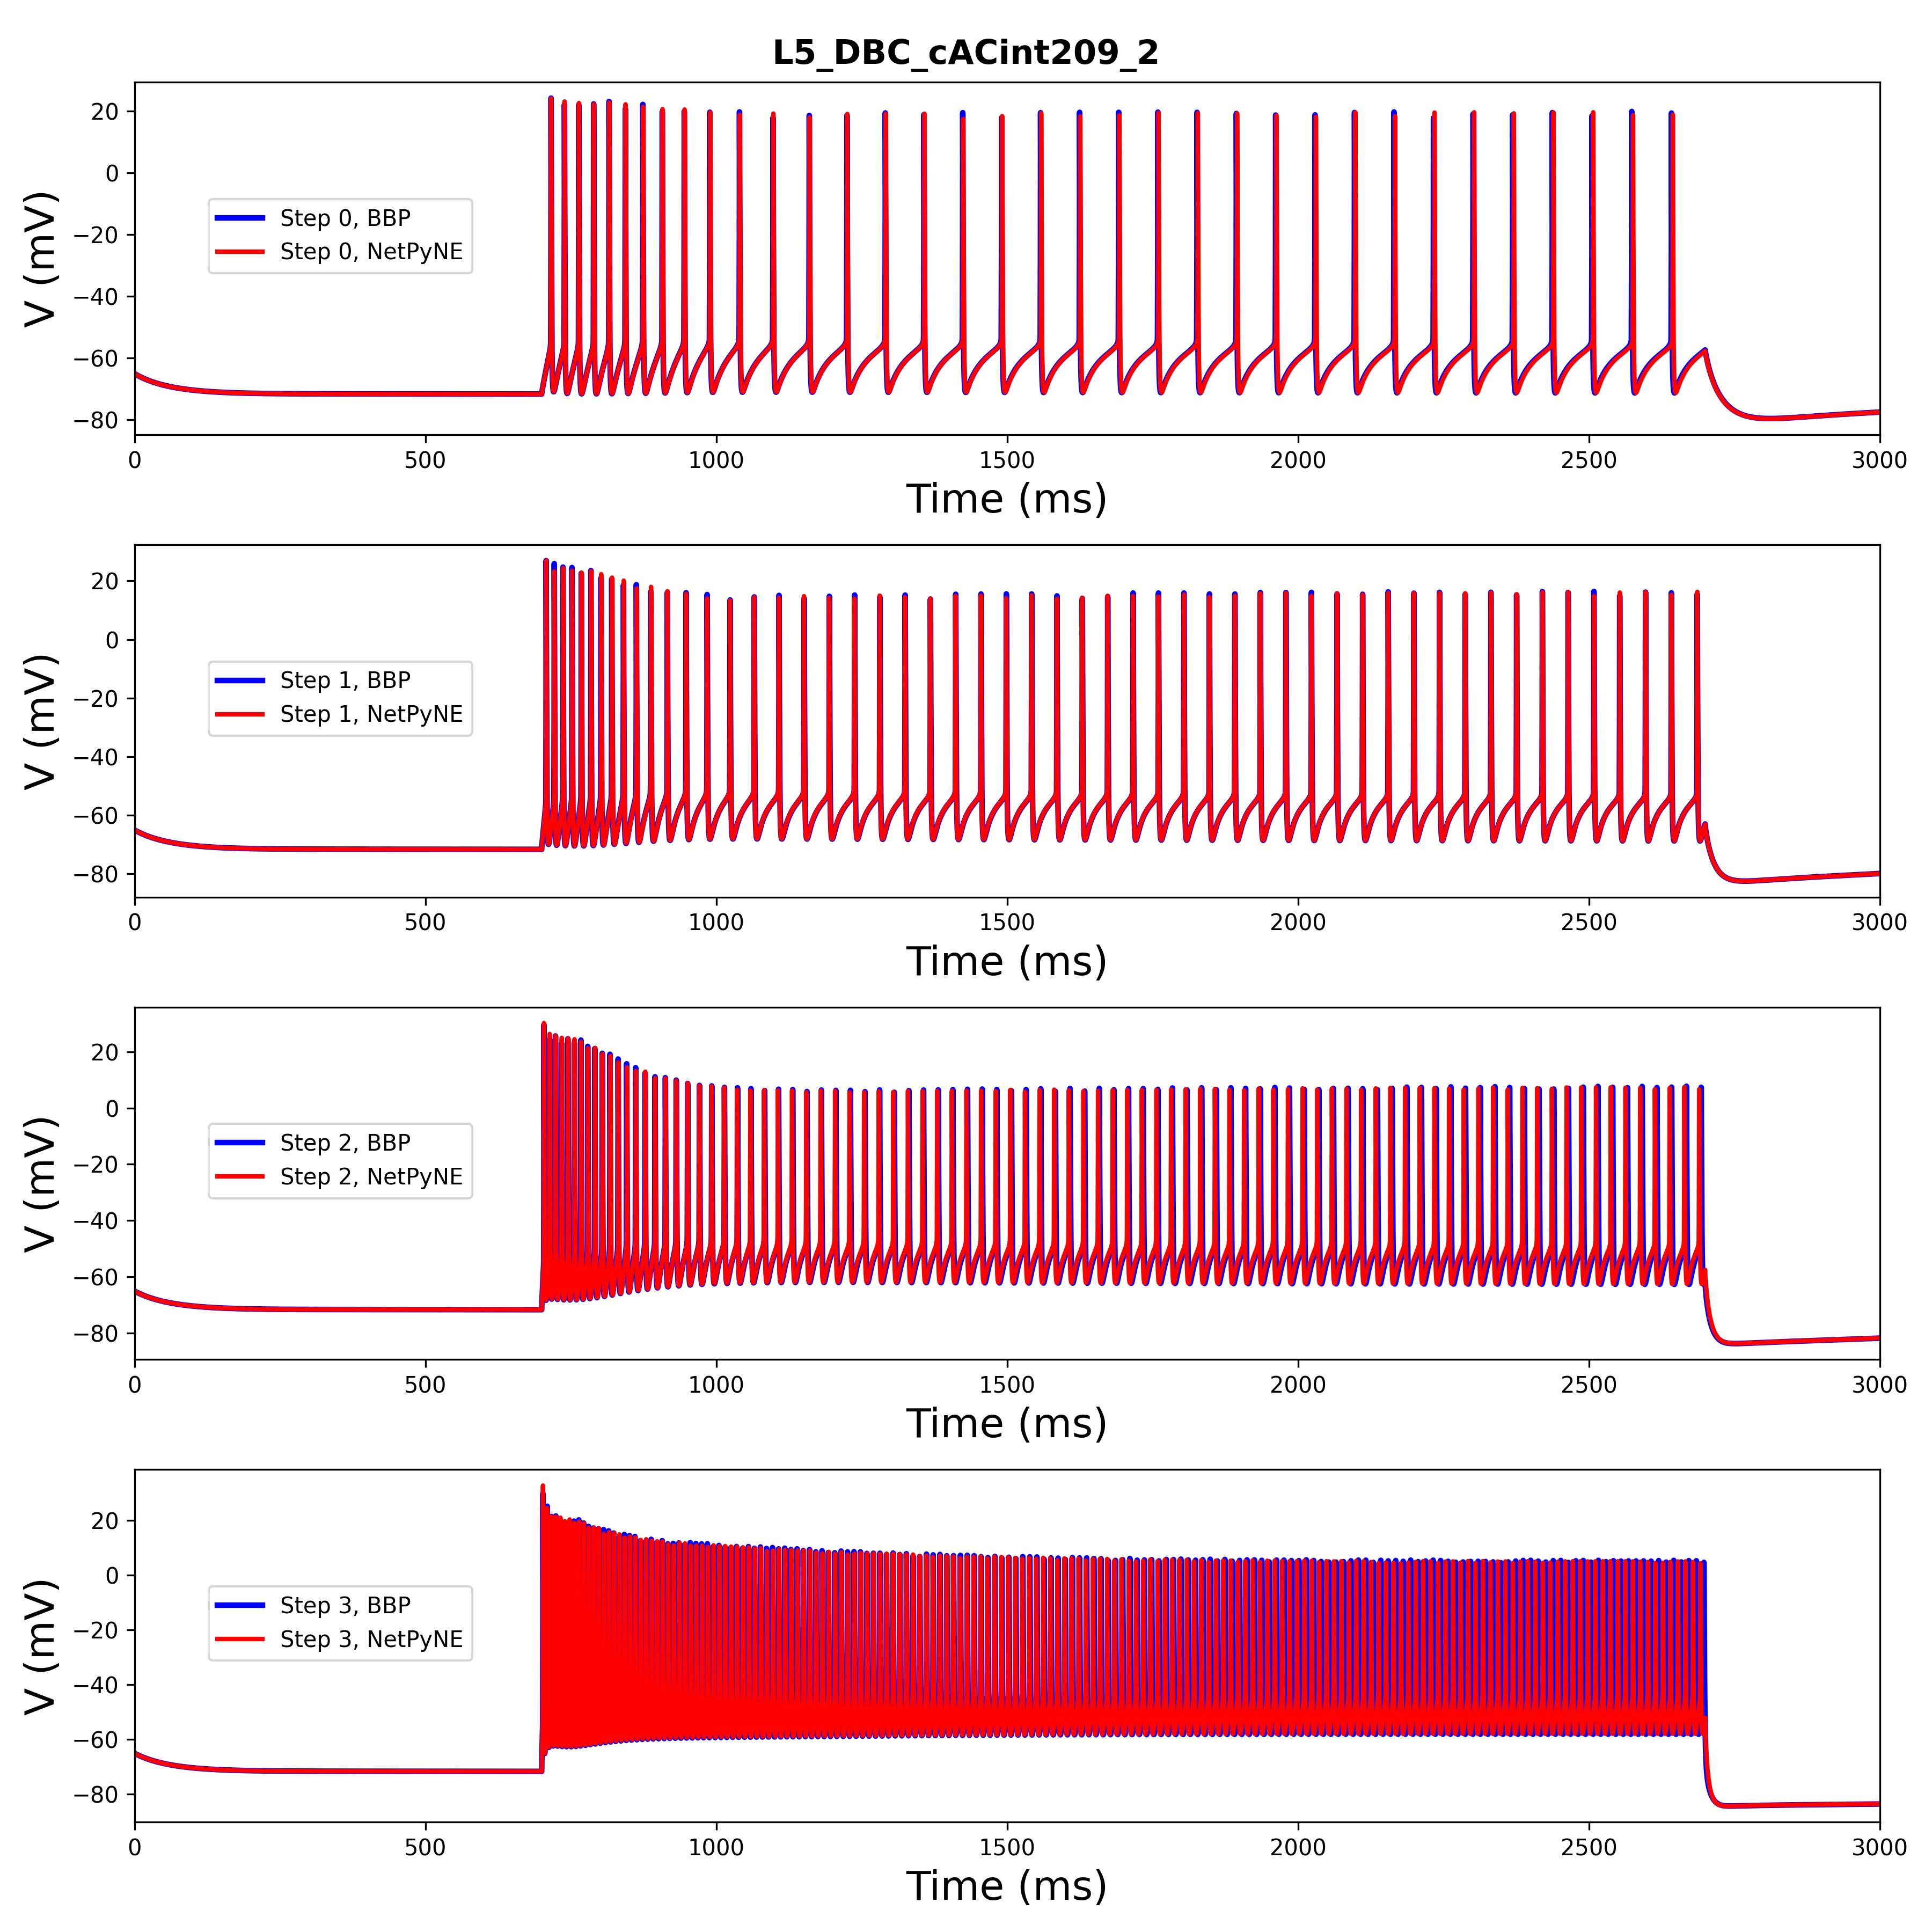 L5_DBC_cACint209_2
20
0
−20
−40
−60
−80
V (mV)
Step 0, BBP
Step 0, NetPyNE
0 500 1000 1500 2000 2500 3000
Time (ms)
20
0
−20
−40
−60
−80
V (mV)
Step 1, BBP
Step 1, NetPyNE
0 500 1000 1500 2000 2500 3000
Time (ms)
20
0
−20
−40
−60
−80
V (mV)
Step 2, BBP
Step 2, NetPyNE
0 500 1000 1500 2000 2500 3000
Time (ms)
20
0
−20
−40
−60
−80
V (mV)
Step 3, BBP
Step 3, NetPyNE
0 500 1000 1500 2000 2500 3000
Time (ms)